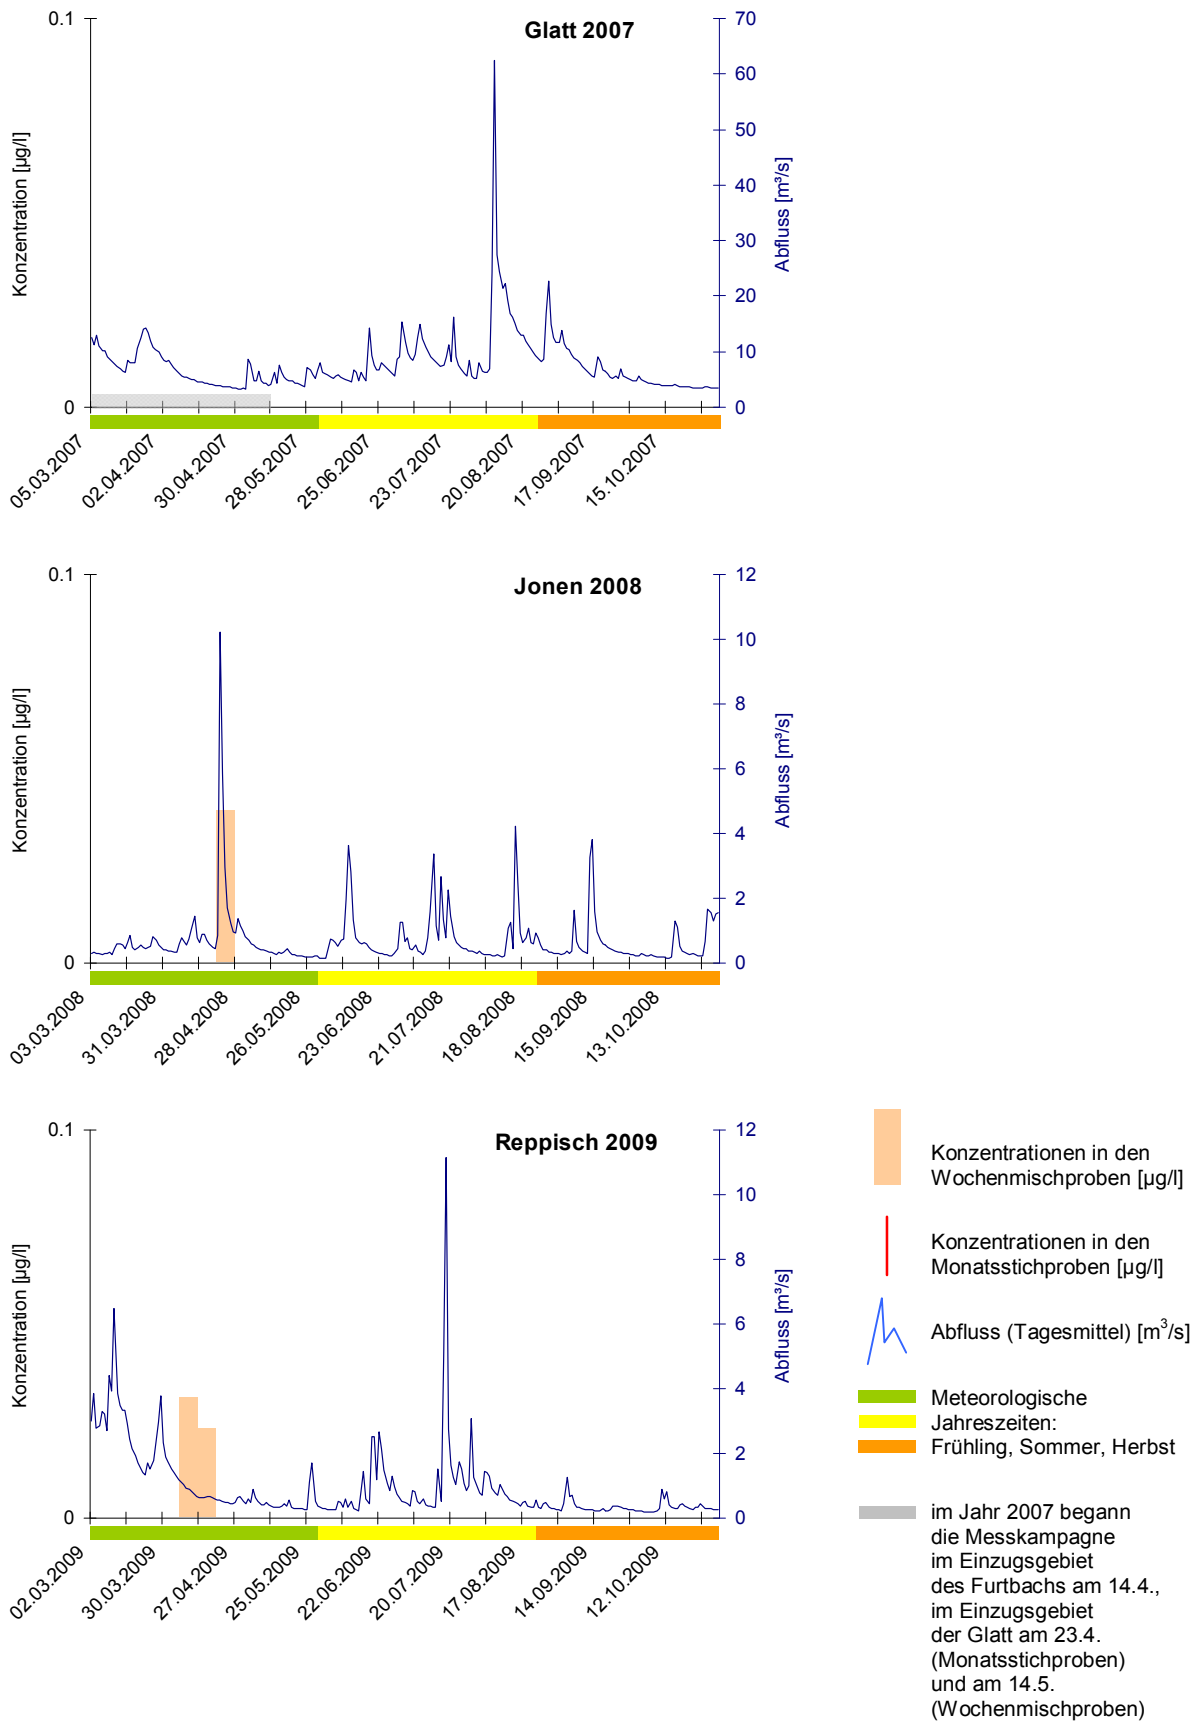 Glatt 2007
Konzentration [µg/l]
0.1
0
70
60
50
40
30
20
10
0
Abfluss [m³/s]
05.03.2007
02.04.2007
30.04.2007
28.05.2007
25.06.2007
23.07.2007
20.08.2007
17.09.2007
15.10.2007
Jonen 2008
Konzentration [µg/l]
0.1
0
12
10
8
6
4
2
0
Abfluss [m³/s]
03.03.2008
31.03.2008
28.04.2008
26.05.2008
23.06.2008
21.07.2008
18.08.2008
15.09.2008
13.10.2008
Reppisch 2009
Konzentration [µg/l]
0.1
0
12
10
8
6
4
2
0
Abfluss [m³/s]
02.03.2009
30.03.2009
27.04.2009
25.05.2009
22.06.2009
20.07.2009
17.08.2009
14.09.2009
12.10.2009
Konzentrationen in den
Wochenmischproben [µg/l]
Konzentrationen in den
Monatsstichproben [µg/l]
Abfluss (Tagesmittel) [m³/s]
Meteorologische
Jahreszeiten:
Frühling, Sommer, Herbst
im Jahr 2007 begann
die Messkampagne
im Einzugsgebiet
des Furtbachs am 14.4.,
im Einzugsgebiet
der Glatt am 23.4.
(Monatsstichproben)
und am 14.5.
(Wochenmischproben)